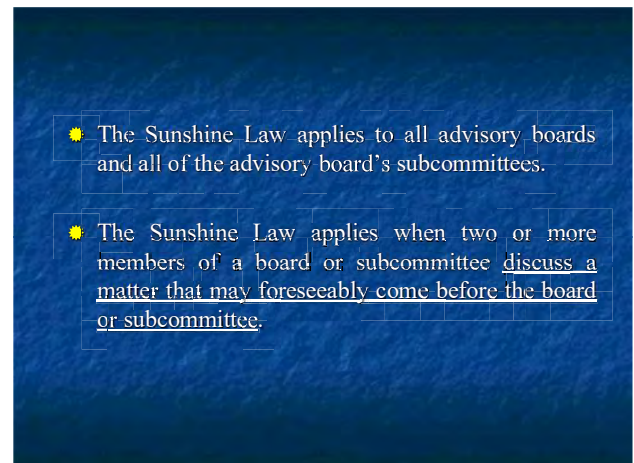 The Sunshine Law applies to all advisory boards
and all of the advisory board's subcommittees.
The Sunshine Law applies when two or more
members of a board or subcommittee discuss a
matter that may foreseeably come before the board
or subcommittee.